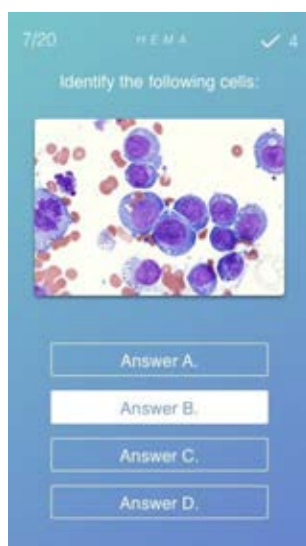 7/20
HEMA
✓ 4
Identify the following cells:
Answer A.
Answer B.
Answer C.
Answer D.